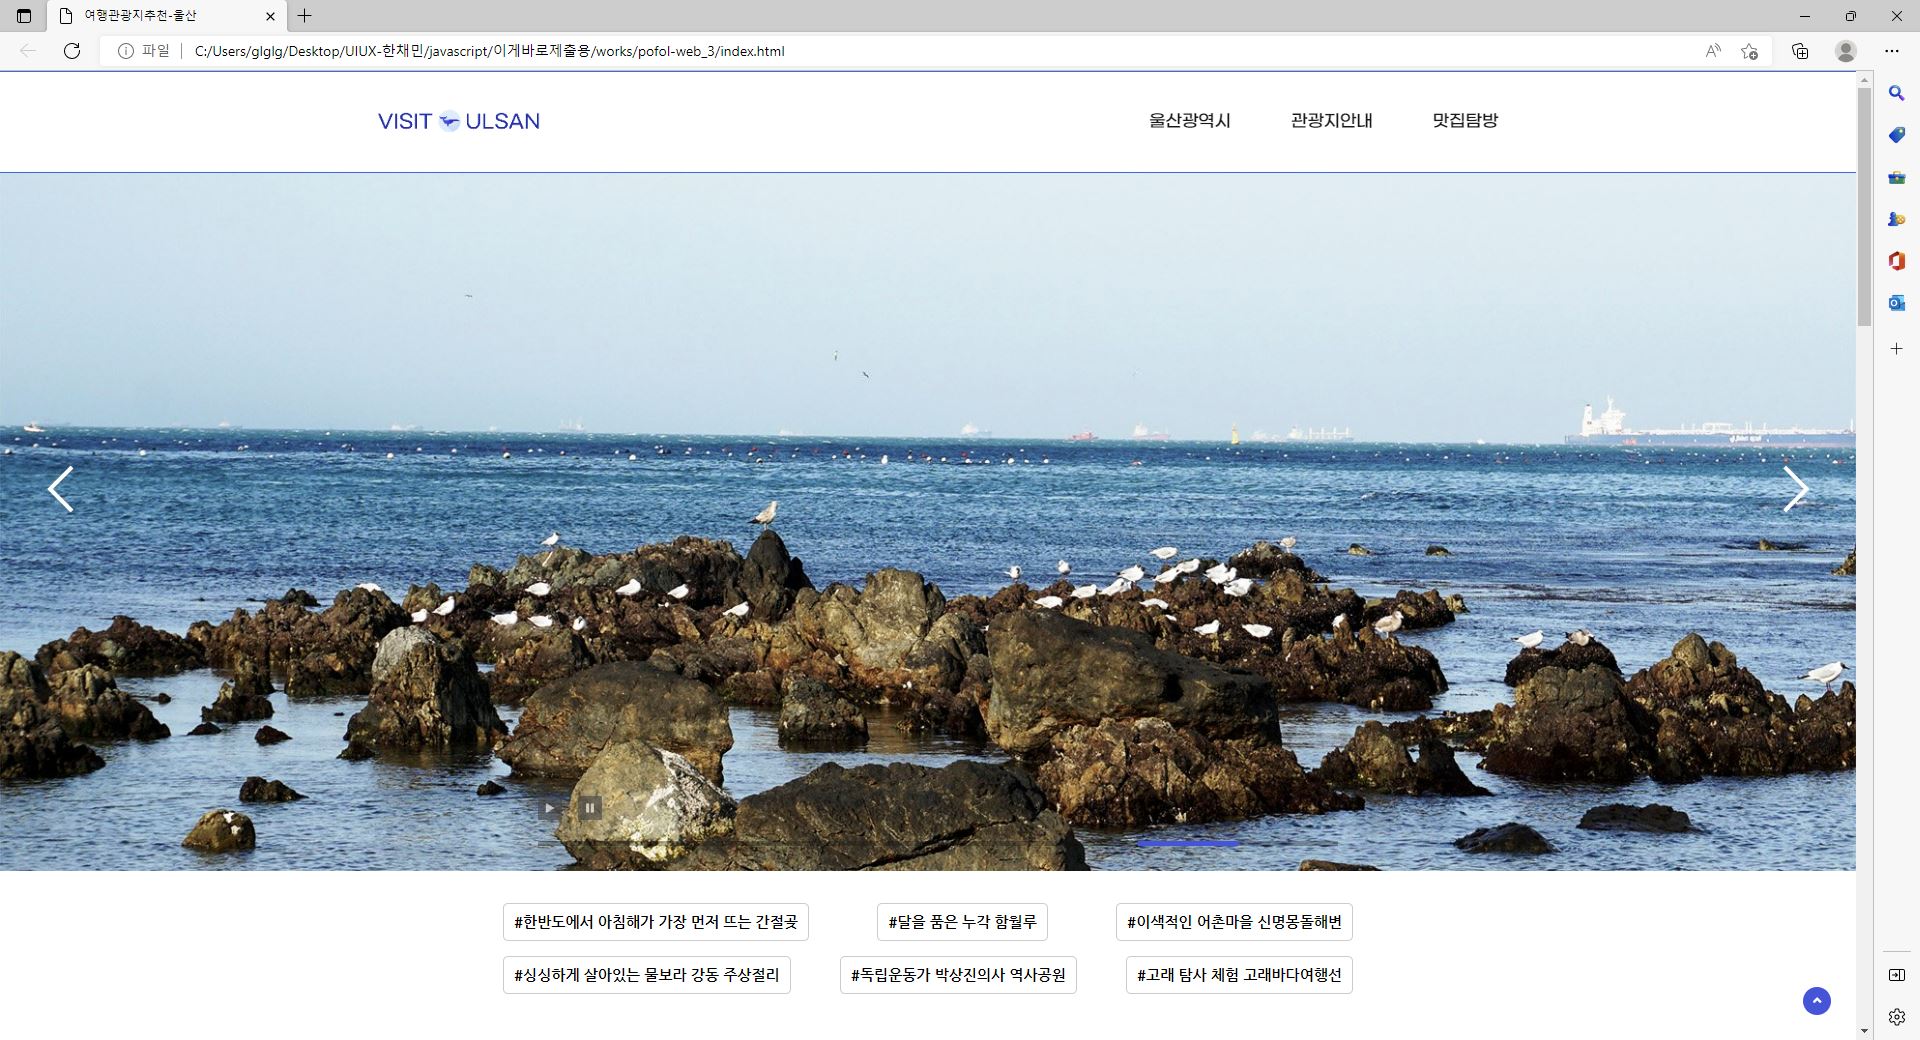 여행관광지추천-울산
파일 C:/Users/glglg/Desktop/UIUX-한채민/javascript/이게바로제출용/works/pofol-web_3/index.html
VISIT ULSAN
울산광역시 관광지안내 맛집탐방
#한반도에서 아침해가 가장 먼저 뜨는 간절곶 #달을 품은 누각 함월루 #이색적인 어촌마을 신명몽돌해변
#싱싱하게 살아있는 물보라 강동 주상절리 #독립운동가 박상진의사 역사공원 #고래 탐사 체험 고래바다여행선